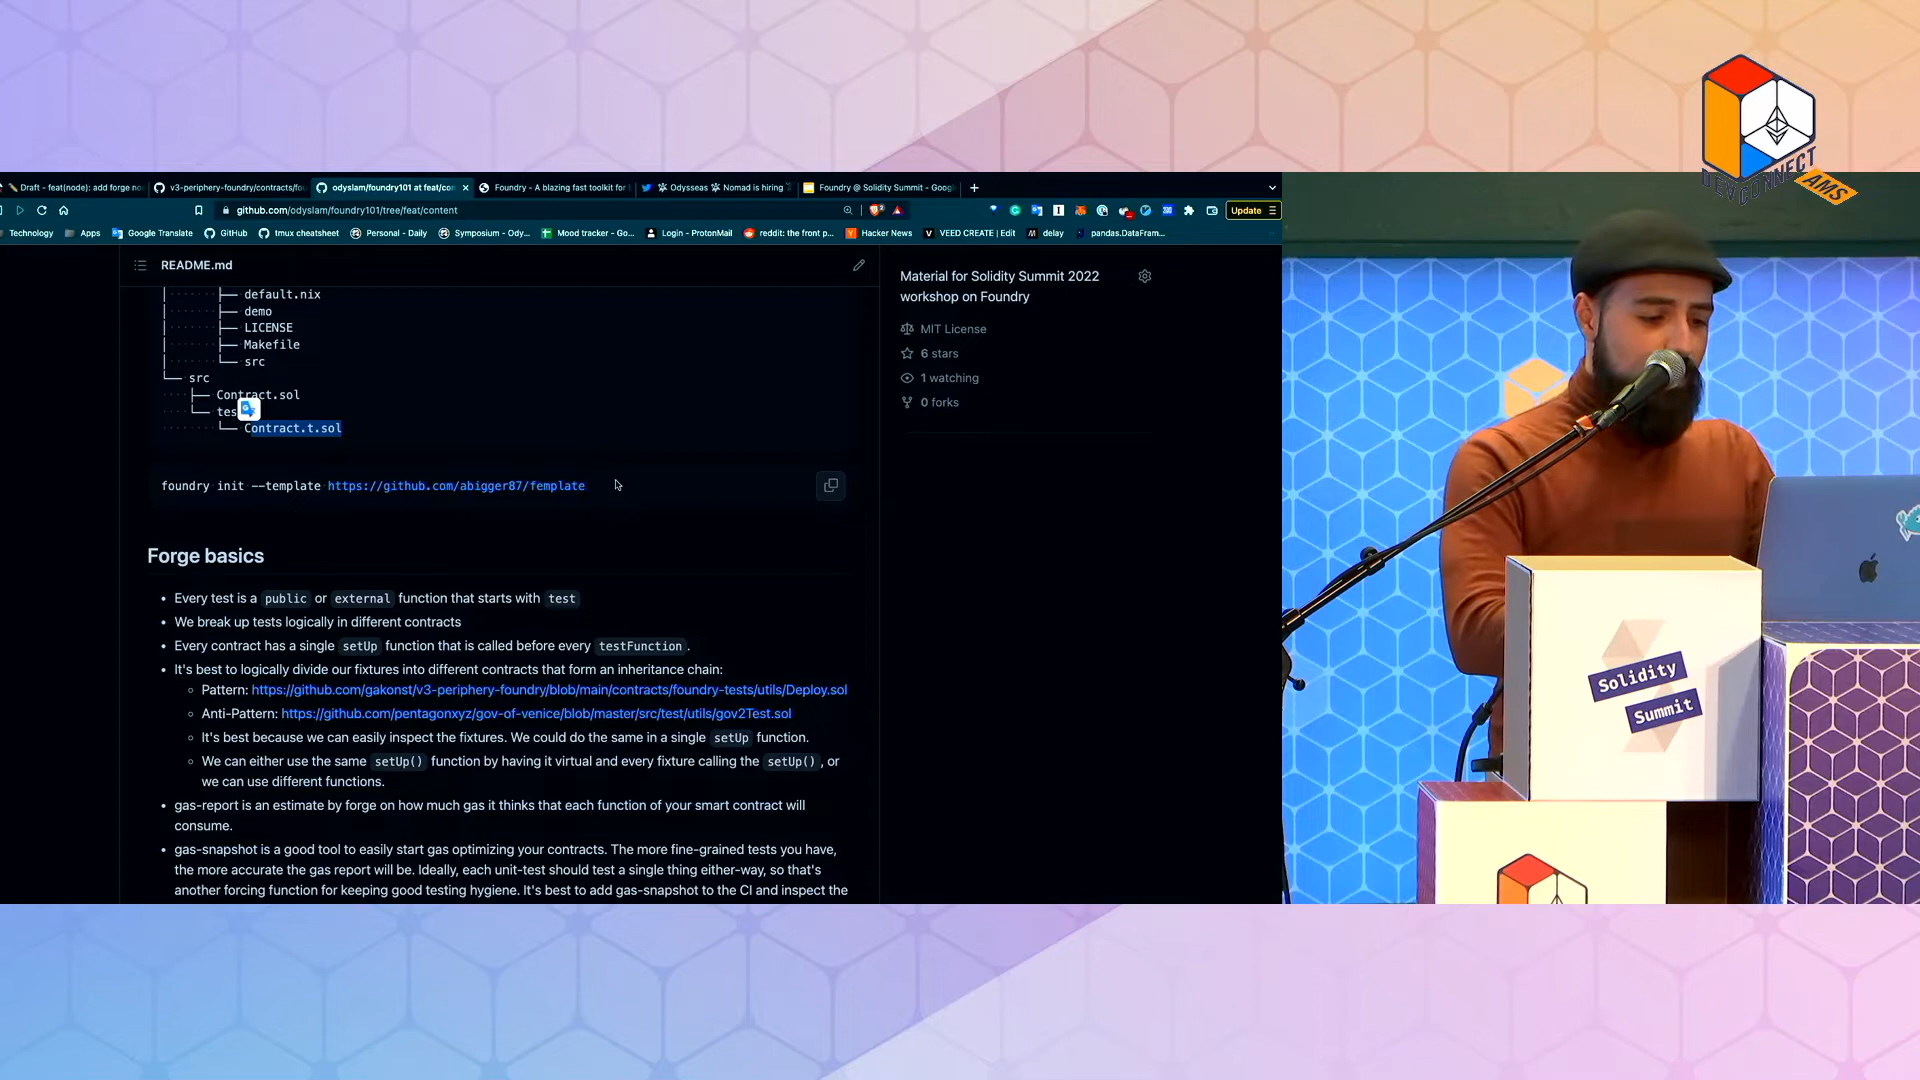 DEVCONNECT
AMS
Draft - feat(node): add forge no
v3-periphery-foundry/contracts/fou
odyslam/foundry101 at feat/con
Foundry - A blazing fast toolkit for
Odysseas Nomad is hiring
Foundry @ Solidity Summit - Goog
github.com/odyslam/foundry101/tree/feat/content
Update
Technology
Apps
Google Translate
GitHub
tmux cheatsheet
Personal - Daily
Symposium - Ody...
Mood tracker - Go...
Login - ProtonMail
reddit: the front p...
Hacker News
VEED CREATE | Edit
delay
pandas.DataFram...
README.md
default.nix
demo
LICENSE
Makefile
src
src
Contract.sol
tes
Contract.t.sol
foundry init --template https://github.com/abigger87/femplate
Forge basics
• Every test is a public or external function that starts with test
• We break up tests logically in different contracts
• Every contract has a single setUp function that is called before every testFunction .
• It's best to logically divide our fixtures into different contracts that form an inheritance chain:
Pattern: https://github.com/gakonst/v3-periphery-foundry/blob/main/contracts/foundry-tests/utils/Deploy.sol
Anti-Pattern: https://github.com/pentagonxyz/gov-of-venice/blob/master/src/test/utils/gov2Test.sol
It's best because we can easily inspect the fixtures. We could do the same in a single setUp function.
We can either use the same setUp() function by having it virtual and every fixture calling the setUp() , or
we can use different functions.
• gas-report is an estimate by forge on how much gas it thinks that each function of your smart contract will
consume.
• gas-snapshot is a good tool to easily start gas optimizing your contracts. The more fine-grained tests you have,
the more accurate the gas report will be. Ideally, each unit-test should test a single thing either-way, so that's
another forcing function for keeping good testing hygiene. It's best to add gas-snapshot to the CI and inspect the
Material for Solidity Summit 2022
workshop on Foundry
MIT License
6 stars
1 watching
0 forks
Solidity
Summit